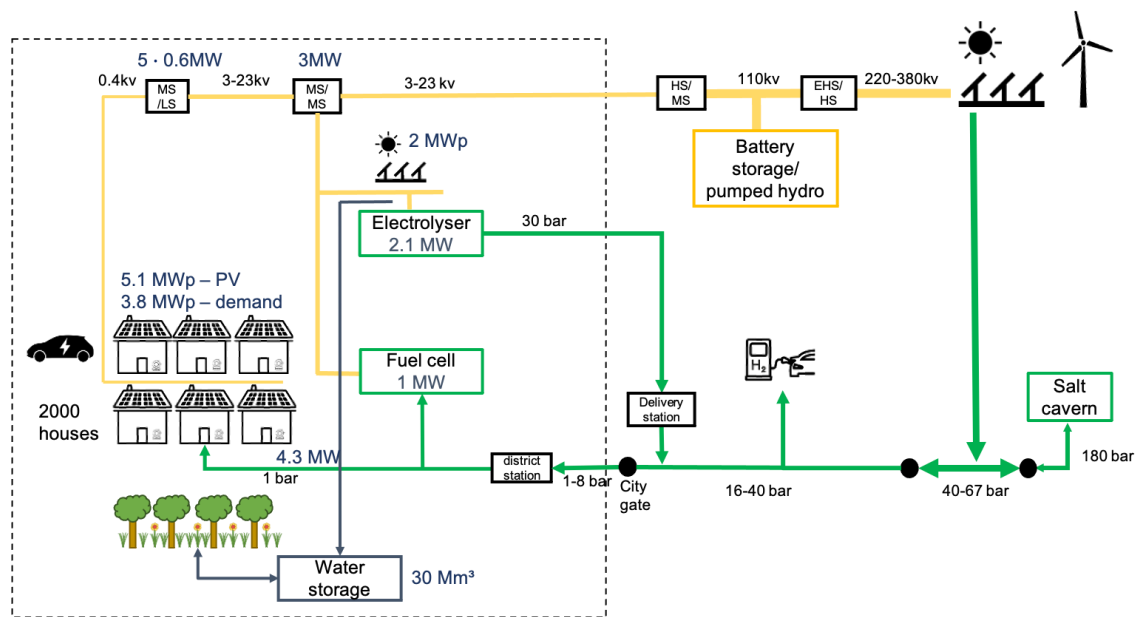 5 · 0.6MW
3MW
0.4kv
MS
/LS
3-23kv
MS/
MS
3-23 kv
HS/
MS
110kv
EHS/
HS
220-380kv
2 MWp
Battery
storage/
pumped hydro
Electrolyser
2.1 MW
30 bar
5.1 MWp – PV
3.8 MWp – demand
Fuel cell
1 MW
H2
2000
houses
Delivery
station
Salt
cavern
4.3 MW
1 bar
district
station
1-8 bar
City
gate
16-40 bar
40-67 bar
180 bar
Water
storage
30 Mm³